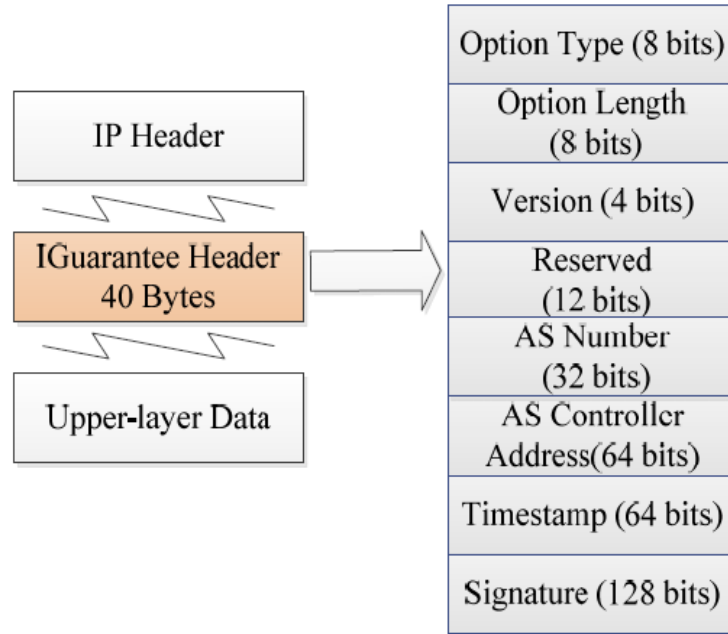 IP Header
IGuarantee Header
40 Bytes
Upper-layer Data
Option Type (8 bits)
Option Length
(8 bits)
Version (4 bits)
Reserved
(12 bits)
AS Number
(32 bits)
AS Controller
Address(64 bits)
Timestamp (64 bits)
Signature (128 bits)